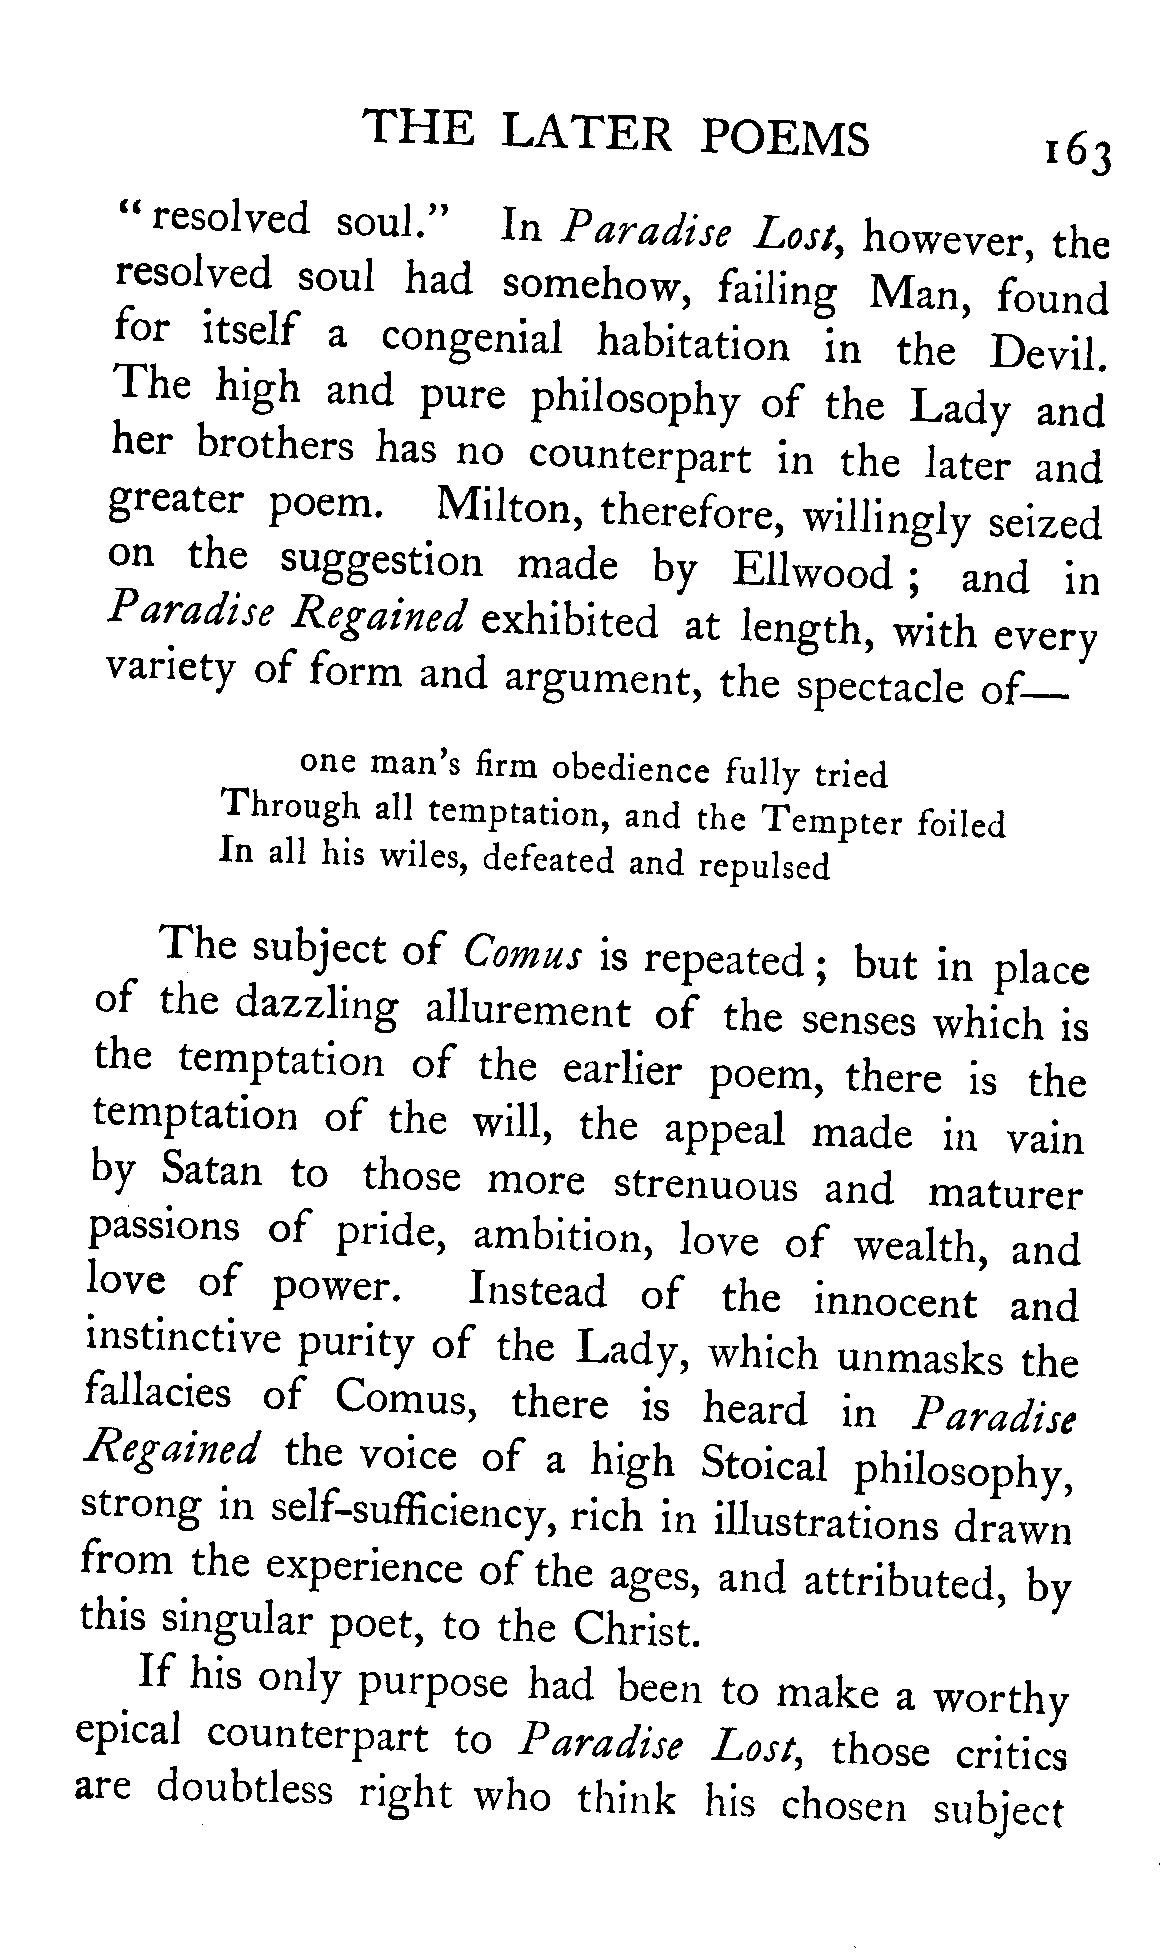 THE LATER POEMS 163
“resolved soul.” In Paradise Lost, however, the
resolved soul had somehow, failing Man, found
for itself a congenial habitation in the Devil.
The high and pure philosophy of the Lady and
her brothers has no counterpart in the later and
greater poem. Milton, therefore, willingly seized
on the suggestion made by Ellwood ; and in
Paradise Regained exhibited at length, with every
variety of form and argument, the spectacle of—
one man’s firm obedience fully tried
Through all temptation, and the Tempter foiled
In all his wiles, defeated and repulsed
The subject of Comus is repeated ; but in place
of the dazzling allurement of the senses which is
the temptation of the earlier poem, there is the
temptation of the will, the appeal made in vain
by Satan to those more strenuous and maturer
passions of pride, ambition, love of wealth, and
love of power. Instead of the innocent and
instinctive purity of the Lady, which unmasks the
fallacies of Comus, there is heard in Paradise
Regained the voice of a high Stoical philosophy,
strong in self-sufficiency, rich in illustrations drawn
from the experience of the ages, and attributed, by
this singular poet, to the Christ.
If his only purpose had been to make a worthy
epical counterpart to Paradise Lost, those critics
are doubtless right who think his chosen subject